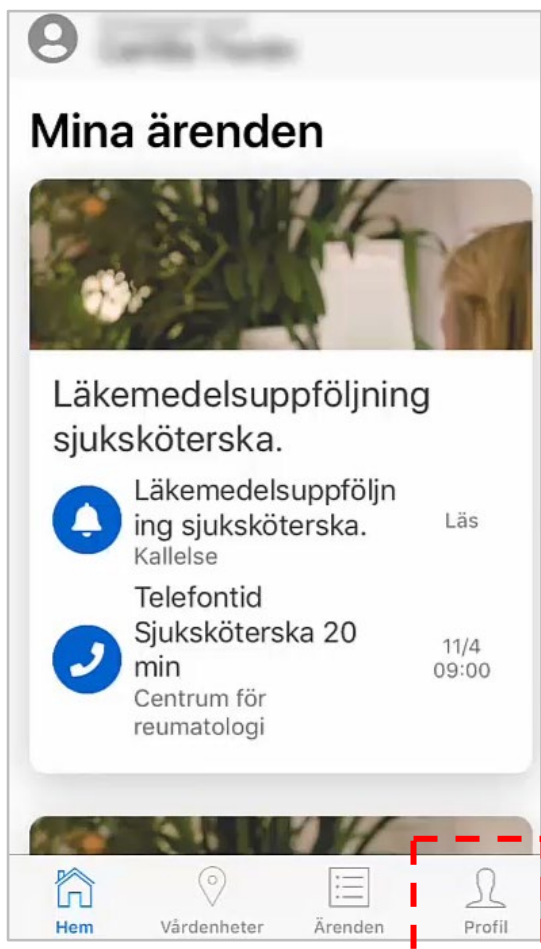 Mina ärenden
Läkemedelsuppföljning
sjuksköterska.
Läkemedelsuppföljn
ing sjuksköterska.
Kallelse
Läs
Telefontid
Sjuksköterska 20
min
Centrum för
reumatologi
11/4
09:00
Hem
Vårdenheter
Ärenden
Profil